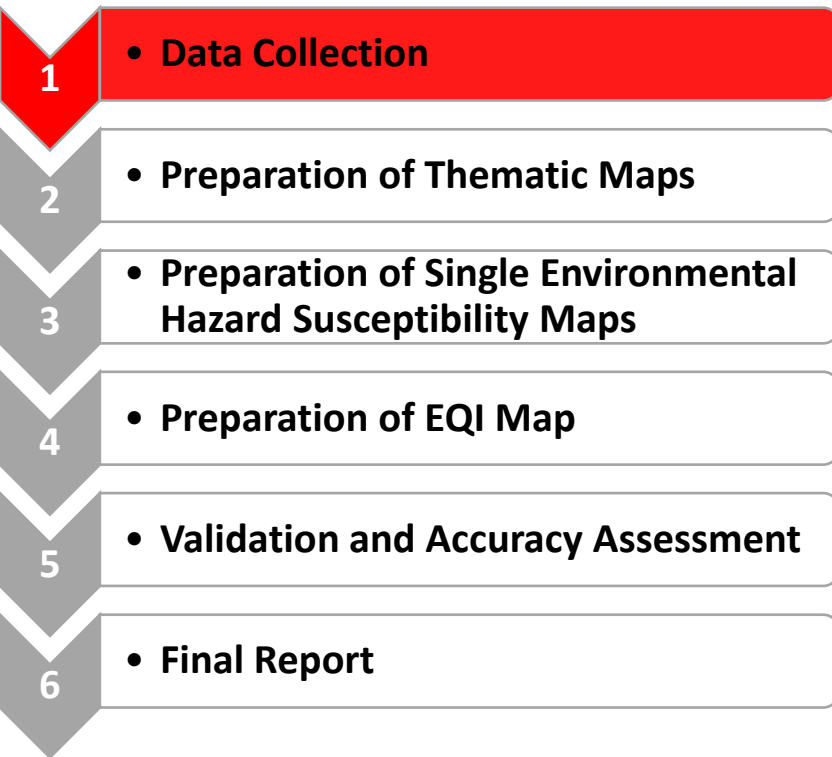 1
• Data Collection
2
• Preparation of Thematic Maps
3
• Preparation of Single Environmental
Hazard Susceptibility Maps
4
• Preparation of EQI Map
5
• Validation and Accuracy Assessment
6
• Final Report